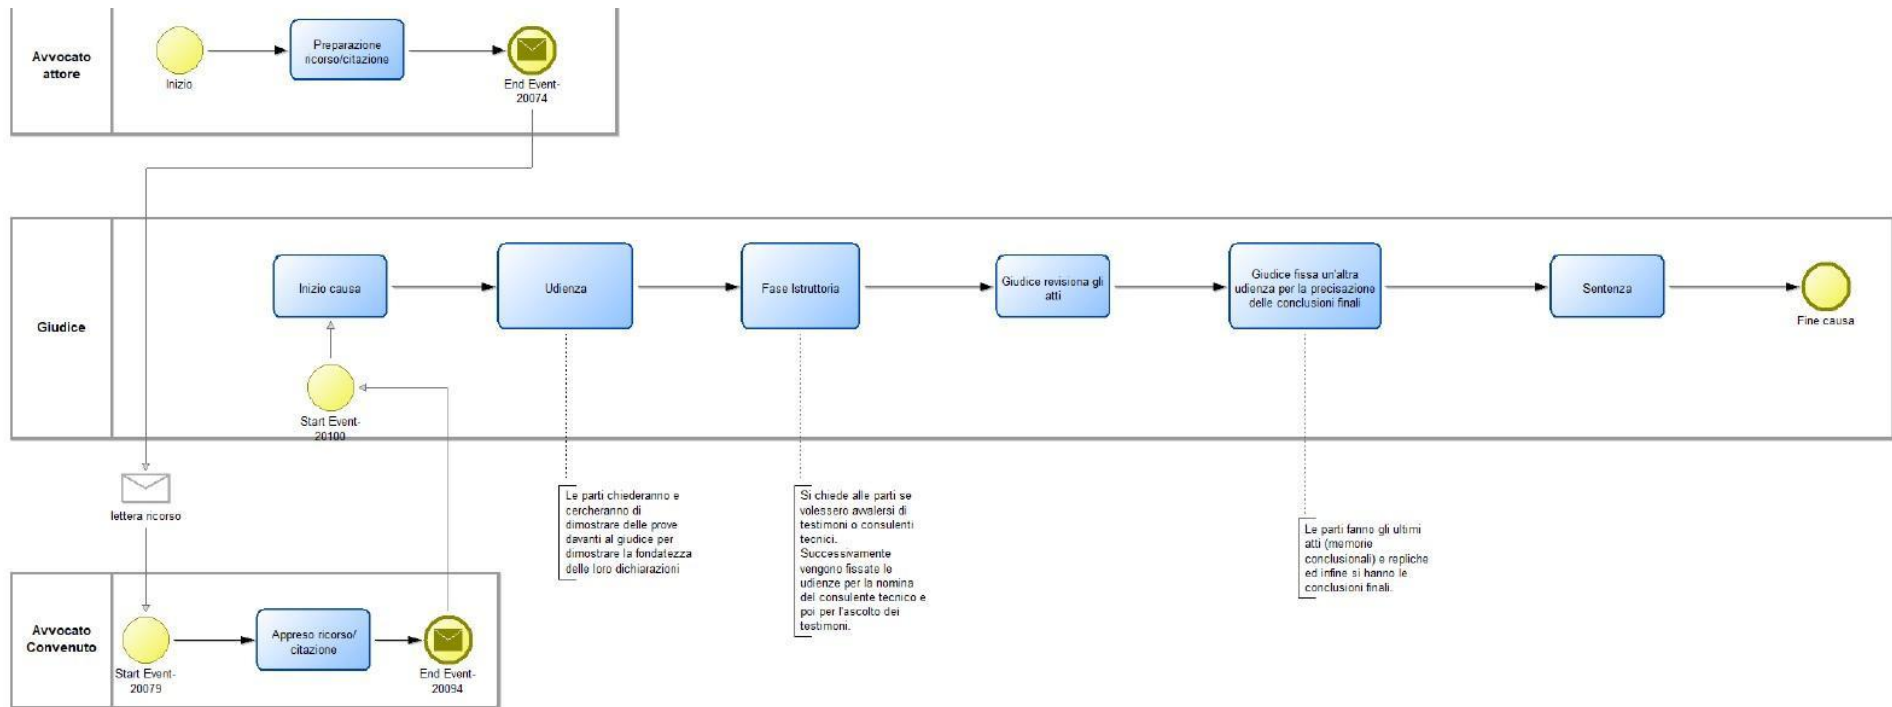 Avvocato
attore
Inizio
Preparazione
ricorso/citazione
End Event-
20074
Giudice
Inizio causa
Start Event-
20100
Udienza
Fase Istruttoria
Giudice revisiona gli
atti
Giudice fissa un'altra
udienza per la precisazione
delle conclusioni finali
Sentenza
Fine causa
lettera ricorso
Le parti chiederanno e
cercheranno di
dimostrare delle prove
davanti al giudice per
dimostrare la fondatezza
delle loro dichiarazioni
Si chiede alle parti se
volessero avvalersi di
testimoni o consulenti
tecnici.
Successivamente
vengono fissate le
udienze per la nomina
del consulente tecnico e
poi per l'ascolto dei
testimoni.
Le parti fanno gli ultimi
atti (memorie
conclusionali) e repliche
ed infine si hanno le
conclusioni finali.
Avvocato
Convenuto
Start Event-
20079
Appreso ricorso/
citazione
End Event-
20094